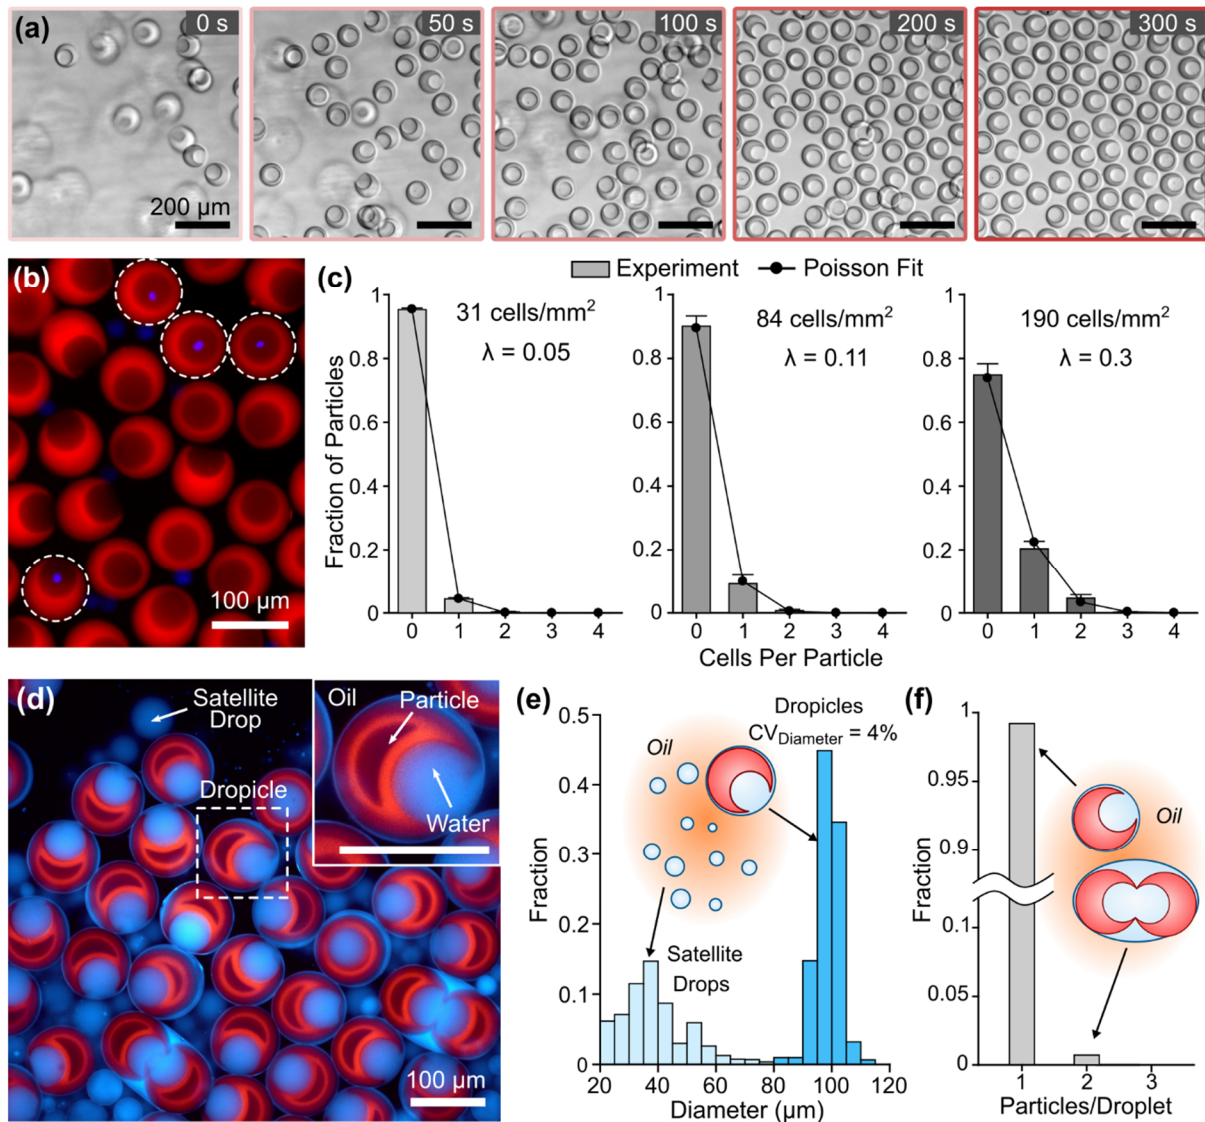 (a)
0 s
50 s
100 s
200 s
300 s
200 µm
(b)
100 µm
(c)
Experiment
Poisson Fit
Fraction of Particles
1
0.8
0.6
0.4
0.2
0
31 cells/mm²
λ = 0.05
0 1 2 3 4
1
0.8
0.6
0.4
0.2
0
84 cells/mm²
λ = 0.11
0 1 2 3 4
1
0.8
0.6
0.4
0.2
0
190 cells/mm²
λ = 0.3
0 1 2 3 4
Cells Per Particle
(d)
Satellite
Drop
Dropicle
Oil
Particle
Water
100 µm
(e)
Fraction
0.5
0.4
0.3
0.2
0.1
0
Dropicles
CVDiameter = 4%
Oil
Satellite
Drops
20 40 60 80 100 120
Diameter (µm)
(f)
Fraction
1
0.95
0.9
0.1
0.05
0
Oil
1 2 3
Particles/Droplet